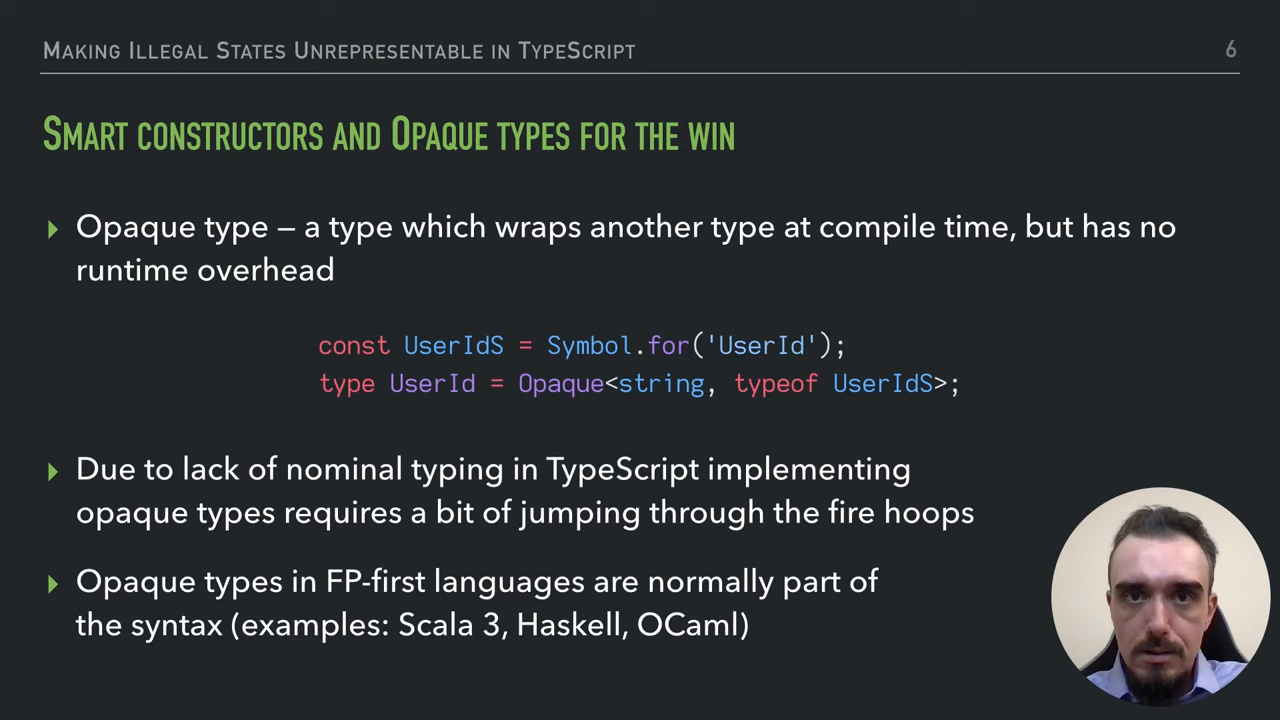 Making Illegal States Unrepresentable in TypeScript
6
Smart constructors and Opaque types for the win
Opaque type – a type which wraps another type at compile time, but has no
runtime overhead
const UserIdS = Symbol.for('UserId');
type UserId = Opaque<string, typeof UserIdS>;
Due to lack of nominal typing in TypeScript implementing
opaque types requires a bit of jumping through the fire hoops
Opaque types in FP-first languages are normally part of
the syntax (examples: Scala 3, Haskell, OCaml)